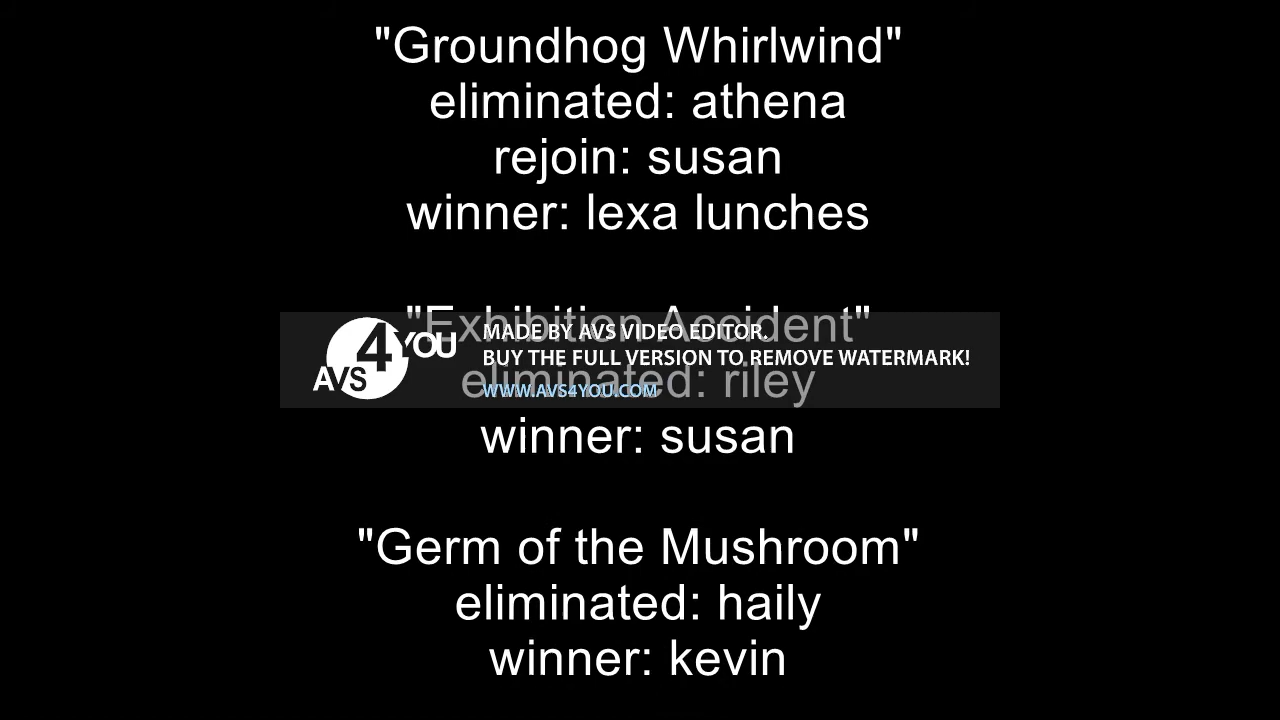 "Groundhog Whirlwind"
eliminated: athena
rejoin: susan
winner: lexa lunches
"Exhibition Accident"
eliminated: riley
AVS4YOU
MADE BY AVS VIDEO EDITOR.
BUY THE FULL VERSION TO REMOVE WATERMARK!
WWW.AVS4YOU.COM
winner: susan
"Germ of the Mushroom"
eliminated: haily
winner: kevin